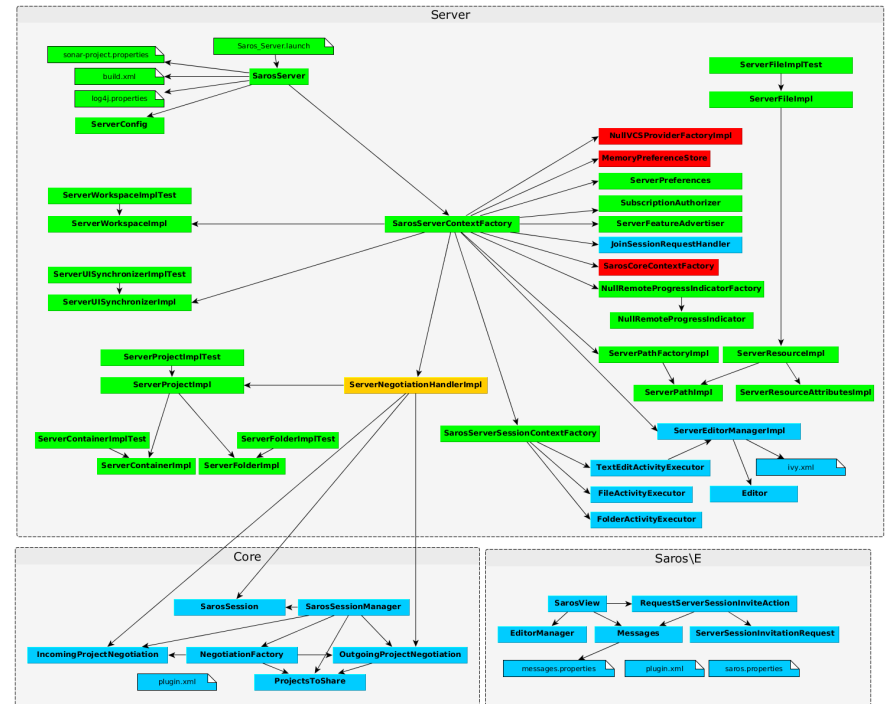 Server
Saros_Server.launch
sonar-project.properties
build.xml
log4j.properties
SarosServer
ServerConfig
ServerFileImplTest
ServerFileImpl
NullVCSProviderFactoryImpl
MemoryPreferenceStore
ServerPreferences
SubscriptionAuthorizer
ServerFeatureAdvertiser
JoinSessionRequestHandler
SarosCoreContextFactory
NullRemoteProgressIndicatorFactory
NullRemoteProgressIndicator
ServerWorkspaceImplTest
ServerWorkspaceImpl
SarosServerContextFactory
ServerUISynchronizerImplTest
ServerUISynchronizerImpl
ServerPathFactoryImpl
ServerResourceImpl
ServerPathImpl
ServerResourceAttributesImpl
ServerProjectImplTest
ServerProjectImpl
ServerNegotiationHandlerImpl
ServerContainerImplTest
ServerFolderImplTest
ServerContainerImpl
ServerFolderImpl
SarosServerSessionContextFactory
ServerEditorManagerImpl
TextEditActivityExecutor
ivy.xml
FileActivityExecutor
Editor
FolderActivityExecutor
Core
SarosSession
SarosSessionManager
IncomingProjectNegotiation
NegotiationFactory
OutgoingProjectNegotiation
plugin.xml
ProjectsToShare
Saros\E
SarosView
RequestServerSessionInviteAction
EditorManager
Messages
ServerSessionInvitationRequest
messages.properties
plugin.xml
saros.properties